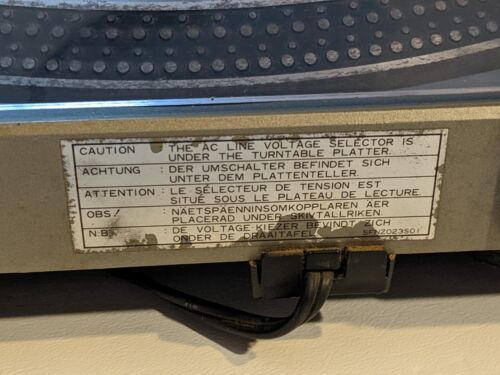 CAUTION : THE AC LINE VOLTAGE SELECTOR IS
UNDER THE TURNTABLE PLATTER.
ACHTUNG : DER UMSCHALTER BEFINDET SICH
UNTER DEM PLATTENTELLER.
ATTENTION : LE SÉLECTEUR DE TENSION EST
SITUÉ SOUS LE PLATEAU DE LECTURE.
OBS! : NAETSPAENNINSOMKOPPLAREN AER
PLACERAD UNDER SKIVTALLRIKEN.
N.B. : DE VOLTAGE KIEZER BEVINDT ZICH
ONDER DE DRAAITAFEL SFNZ023S01